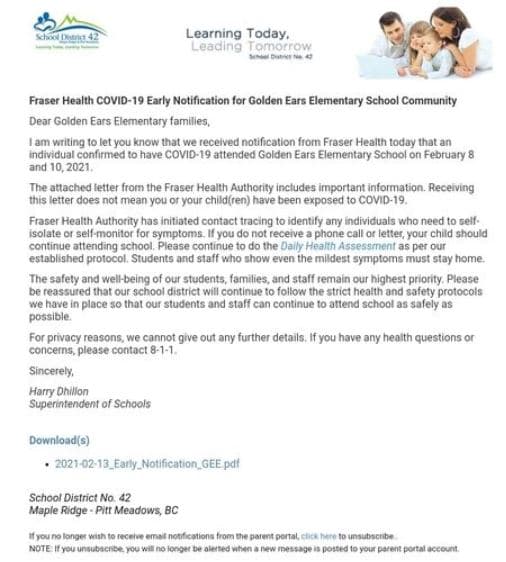 School District 42
Maple Ridge & Pitt Meadows
Learning Today, Leading Tomorrow
Learning Today,
Leading Tomorrow
School District No. 42
Fraser Health COVID-19 Early Notification for Golden Ears Elementary School Community
Dear Golden Ears Elementary families,
I am writing to let you know that we received notification from Fraser Health today that an
individual confirmed to have COVID-19 attended Golden Ears Elementary School on February 8
and 10, 2021.
The attached letter from the Fraser Health Authority includes important information. Receiving
this letter does not mean you or your child(ren) have been exposed to COVID-19.
Fraser Health Authority has initiated contact tracing to identify any individuals who need to self-
isolate or self-monitor for symptoms. If you do not receive a phone call or letter, your child should
continue attending school. Please continue to do the Daily Health Assessment as per our
established protocol. Students and staff who show even the mildest symptoms must stay home.
The safety and well-being of our students, families, and staff remain our highest priority. Please
be reassured that our school district will continue to follow the strict health and safety protocols
we have in place so that our students and staff can continue to attend school as safely as
possible.
For privacy reasons, we cannot give out any further details. If you have any health questions or
concerns, please contact 8-1-1.
Sincerely,
Harry Dhillon
Superintendent of Schools
Download(s)
• 2021-02-13_Early_Notification_GEE.pdf
School District No. 42
Maple Ridge - Pitt Meadows, BC
If you no longer wish to receive email notifications from the parent portal, click here to unsubscribe..
NOTE: If you unsubscribe, you will no longer be alerted when a new message is posted to your parent portal account.